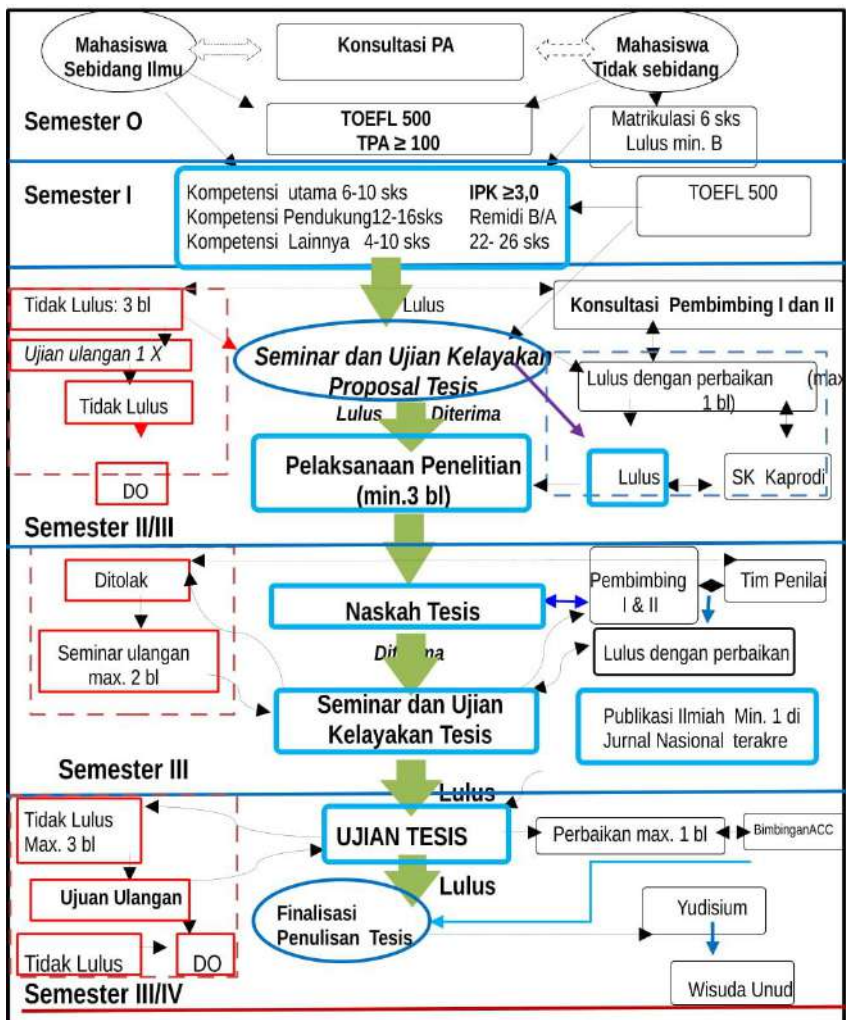 Mahasiswa
Sebidang Ilmu
Konsultasi PA
Mahasiswa
Tidak sebidang
Semester O
TOEFL 500
TPA ≥ 100
Matrikulasi 6 sks
Lulus min. B
Semester I
Kompetensi utama 6-10 sks IPK ≥3,0
Kompetensi Pendukung12-16sks Remidi B/A
Kompetensi Lainnya 4-10 sks 22- 26 sks
TOEFL 500
Tidak Lulus: 3 bl
Lulus
Konsultasi Pembimbing I dan II
Ujian ulangan 1 X
Seminar dan Ujian Kelayakan
Proposal Tesis
Lulus dengan perbaikan (max
1 bl)
Tidak Lulus
Lulus Diterima
Pelaksanaan Penelitian
(min.3 bl)
Lulus
SK Kaprodi
DO
Semester II/III
Ditolak
Naskah Tesis
Pembimbing
I & II
Tim Penilai
Seminar ulangan
max. 2 bl
Lulus dengan perbaikan
Seminar dan Ujian
Kelayakan Tesis
Publikasi Ilmiah Min. 1 di
Jurnal Nasional terakre
Semester III
Lulus
Tidak Lulus
Max. 3 bl
UJIAN TESIS
Perbaikan max. 1 bl
BimbinganACC
Ujuan Ulangan
Lulus
Finalisasi
Penulisan Tesis
Yudisium
Tidak Lulus
DO
Wisuda Unud
Semester III/IV